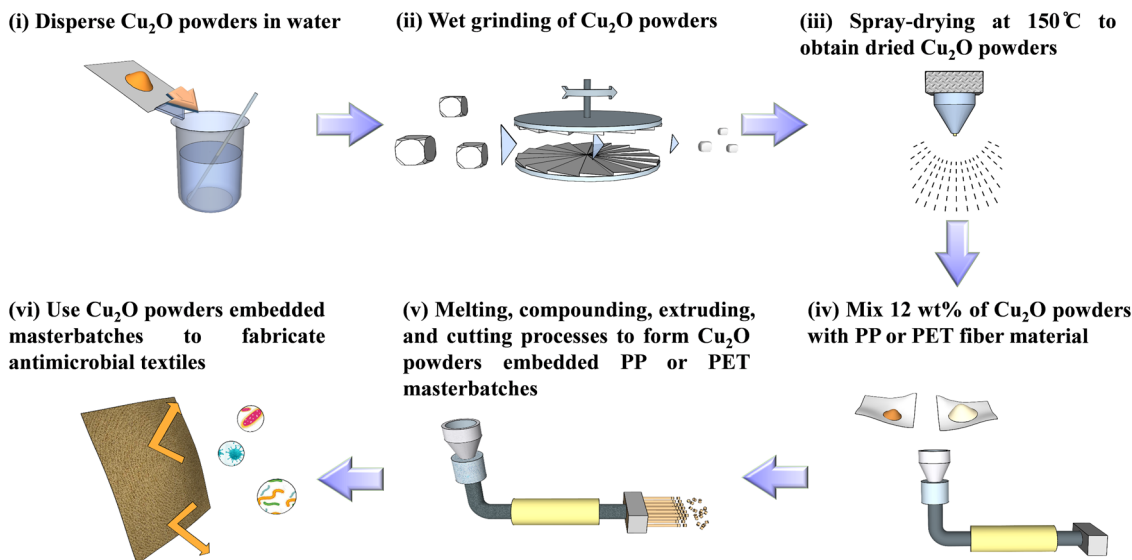 (i) Disperse Cu₂O powders in water
(ii) Wet grinding of Cu₂O powders
(iii) Spray-drying at 150℃ to
obtain dried Cu₂O powders
(iv) Mix 12 wt% of Cu₂O powders
with PP or PET fiber material
(v) Melting, compounding, extruding,
and cutting processes to form Cu₂O
powders embedded PP or PET
masterbatches
(vi) Use Cu₂O powders embedded
masterbatches to fabricate
antimicrobial textiles